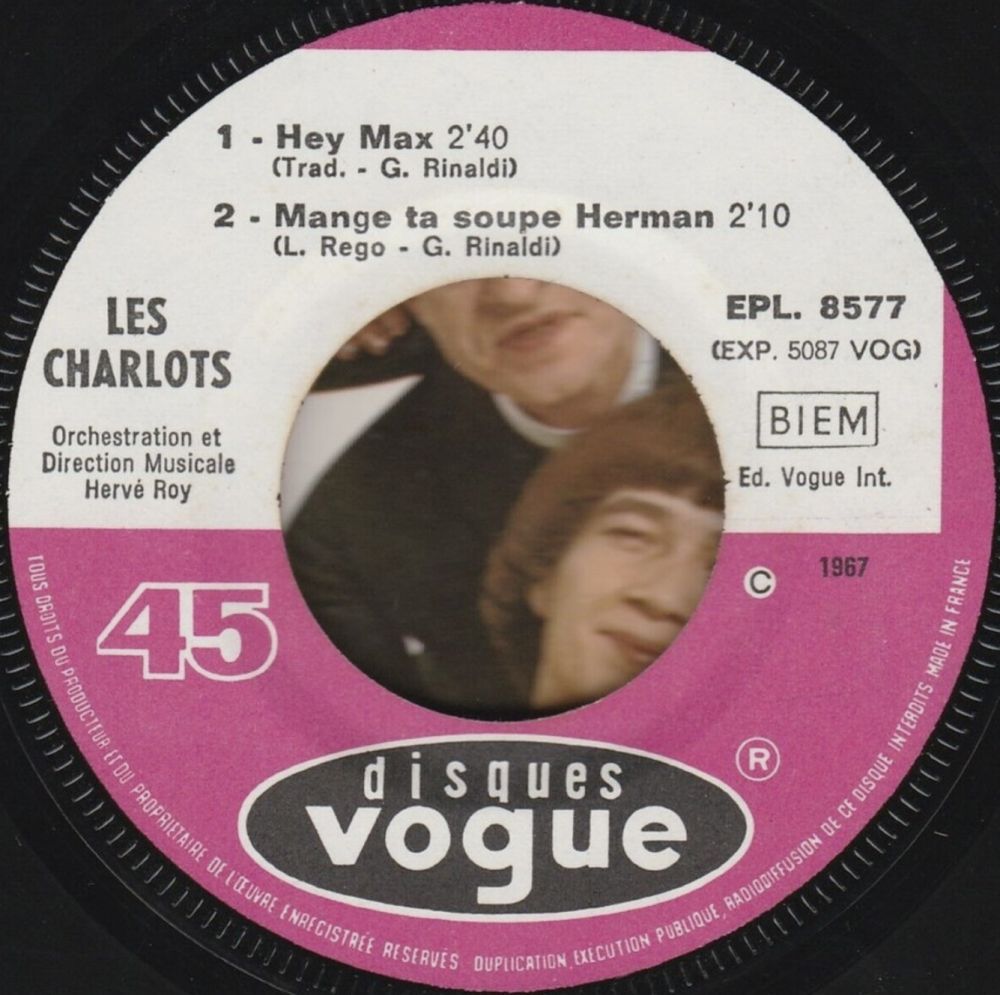 1 - Hey Max 2'40
(Trad. - G. Rinaldi)
2 - Mange ta soupe Herman 2'10
(L. Rego - G. Rinaldi)
LES
CHARLOTS
Orchestration et
Direction Musicale
Hervé Roy
EPL. 8577
(EXP. 5087 VOG)
BIEM
Ed. Vogue Int.
45
© 1967
disques
vogue
®
TOUS DROITS DU PRODUCTEUR ET DU PROPRIETAIRE DE L'ŒUVRE ENREGISTRÉE RESERVÉS DUPLICATION, EXÉCUTION PUBLIQUE, RADIODIFFUSION DE CE DISQUE INTERDITS MADE IN FRANCE